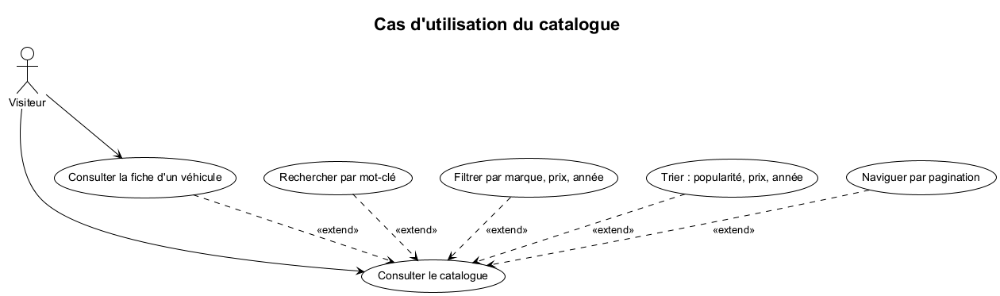 Cas d'utilisation du catalogue
Visiteur
Consulter la fiche d'un véhicule
Rechercher par mot-clé
Filtrer par marque, prix, année
Trier : popularité, prix, année
Naviguer par pagination
«extend»
«extend»
«extend»
«extend»
«extend»
Consulter le catalogue